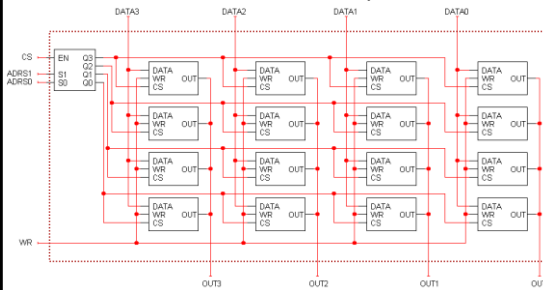 DATA3 DATA2 DATA1 DATA0
CS EN Q3
Q2
ADRS1 S1 Q1
ADRS0 S0 Q0
DATA DATA DATA DATA
WR OUT WR OUT WR OUT WR OUT
CS CS CS CS
DATA DATA DATA DATA
WR OUT WR OUT WR OUT WR OUT
CS CS CS CS
DATA DATA DATA DATA
WR OUT WR OUT WR OUT WR OUT
CS CS CS CS
DATA DATA DATA DATA
WR OUT WR OUT WR OUT WR OUT
CS CS CS CS
WR
OUT3 OUT2 OUT1